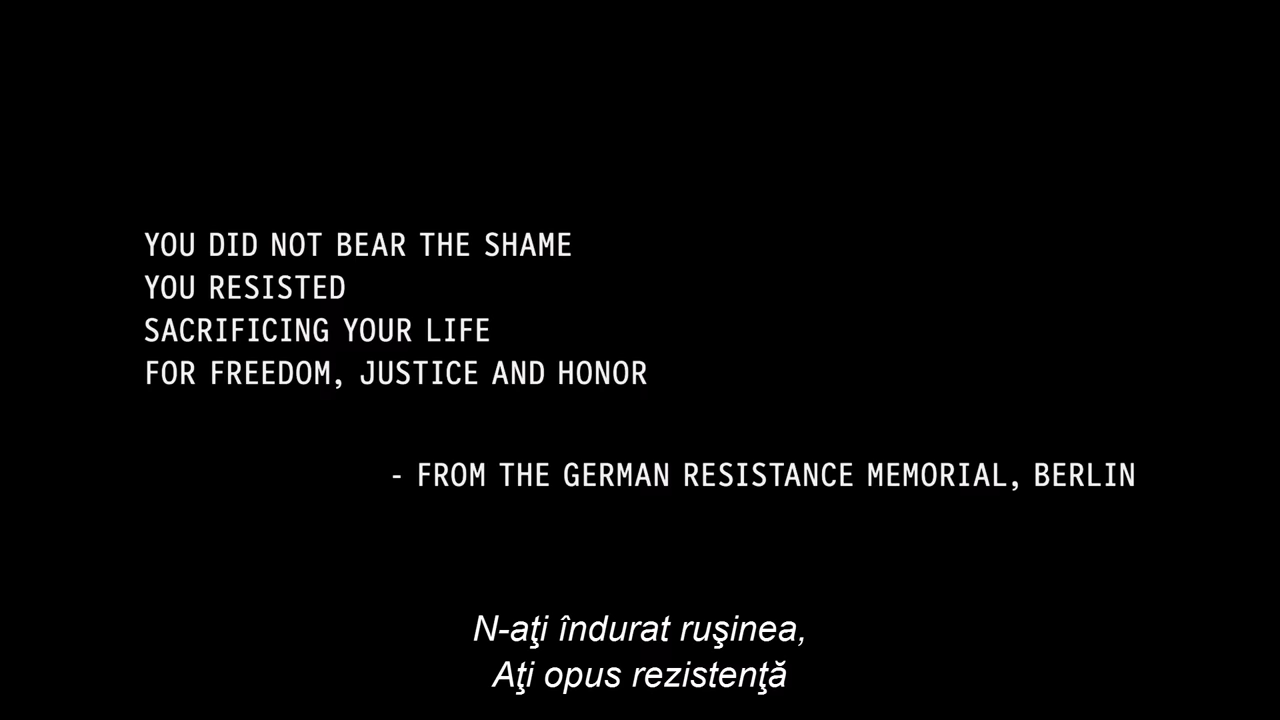 YOU DID NOT BEAR THE SHAME
YOU RESISTED
SACRIFICING YOUR LIFE
FOR FREEDOM, JUSTICE AND HONOR
- FROM THE GERMAN RESISTANCE MEMORIAL, BERLIN
N-aţi îndurat ruşinea,
Aţi opus rezistenţă